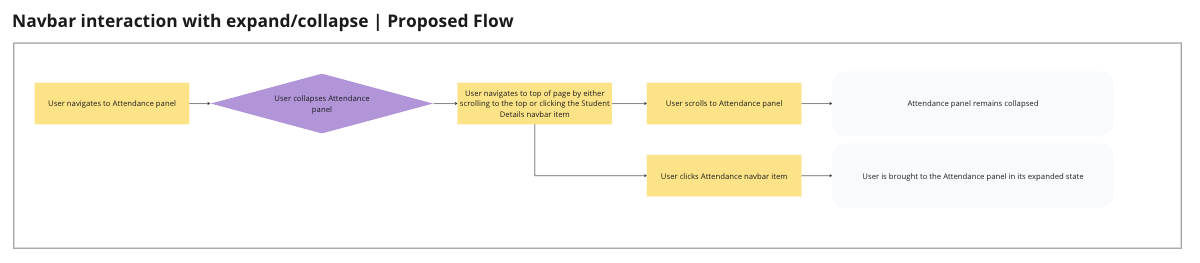 Navbar interaction with expand/collapse | Proposed Flow
User navigates to Attendance panel
User collapses Attendance
panel
User navigates to top of page by either
scrolling to the top or clicking the Student
Details navbar item
User scrolls to Attendance panel
Attendance panel remains collapsed
User clicks Attendance navbar item
User is brought to the Attendance panel in its expanded state